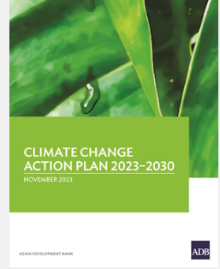 CLIMATE CHANGE
ACTION PLAN 2023–2030
NOVEMBER 2023
ASIAN DEVELOPMENT BANK
ADB